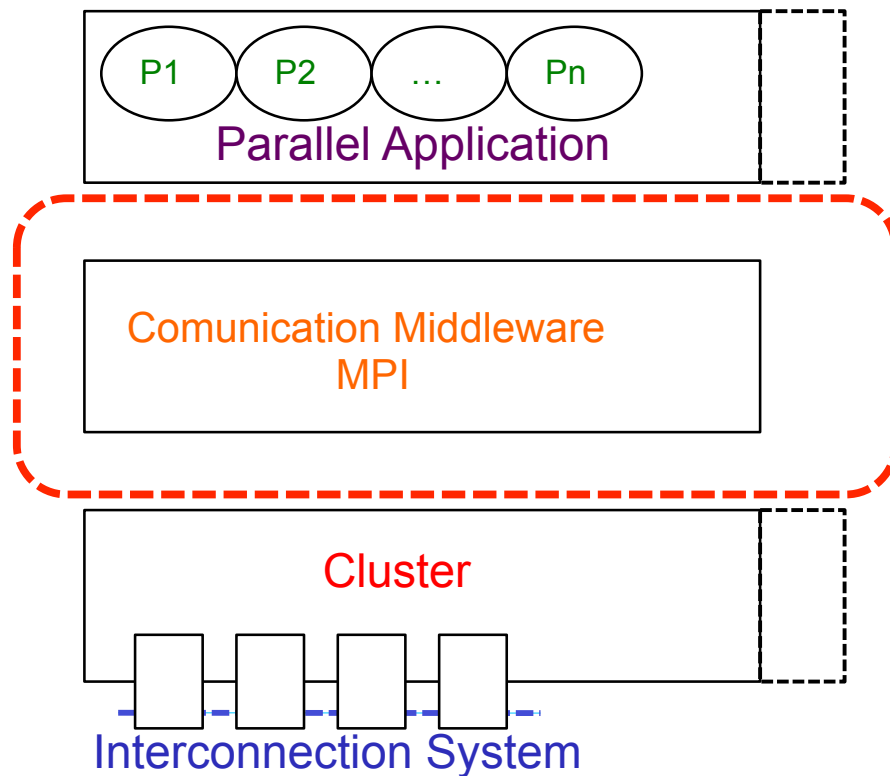 P1 P2 … Pn
Parallel Application
Comunication Middleware
MPI
Cluster
Interconnection System